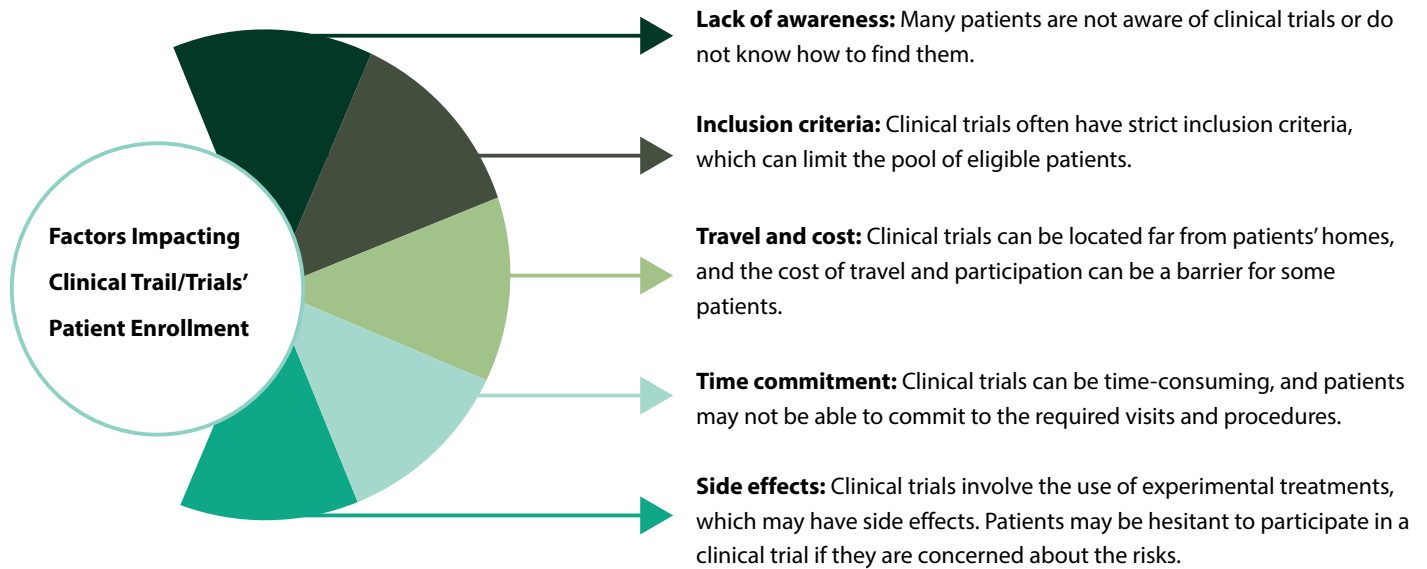 Factors Impacting
Clinical Trail/Trials’
Patient Enrollment
Lack of awareness: Many patients are not aware of clinical trials or do
not know how to find them.
Inclusion criteria: Clinical trials often have strict inclusion criteria,
which can limit the pool of eligible patients.
Travel and cost: Clinical trials can be located far from patients’ homes,
and the cost of travel and participation can be a barrier for some
patients.
Time commitment: Clinical trials can be time-consuming, and patients
may not be able to commit to the required visits and procedures.
Side effects: Clinical trials involve the use of experimental treatments,
which may have side effects. Patients may be hesitant to participate in a
clinical trial if they are concerned about the risks.